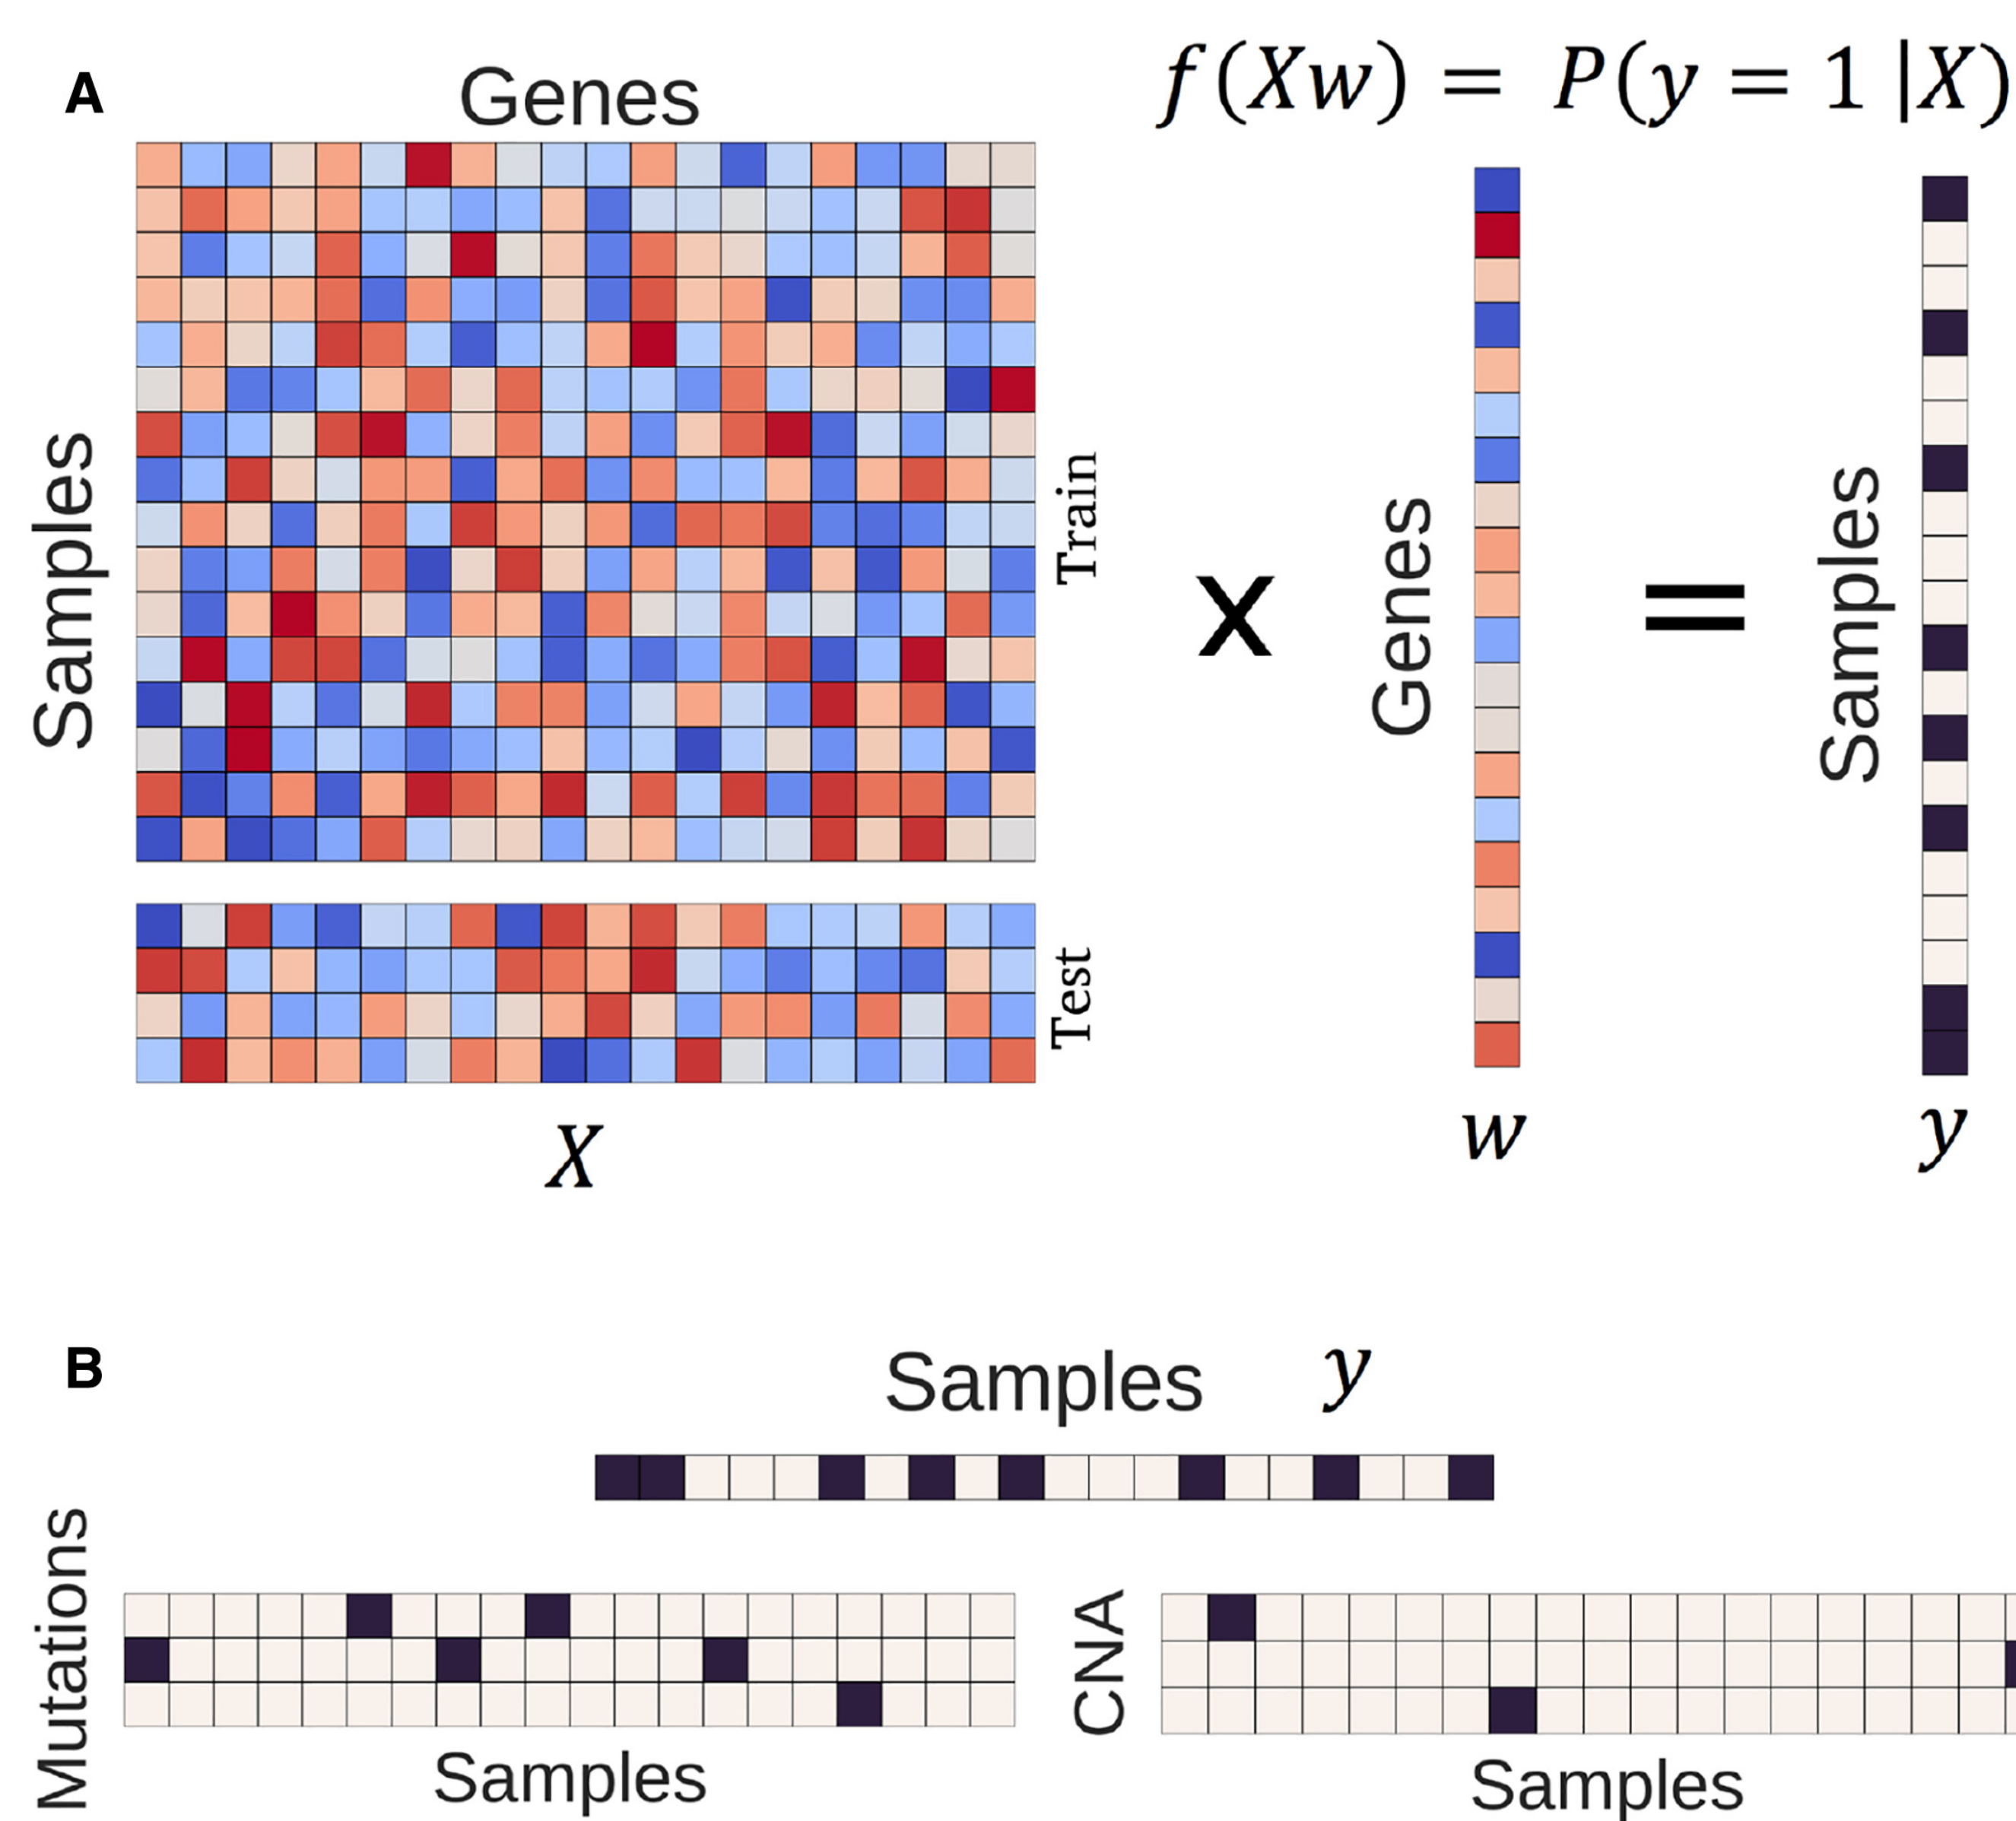 A
Genes
f(Xw) = P(y = 1 |X)
Samples
Train
Test
X
x
Genes
w
=
Samples
y
B
Samples y
Mutations
Samples
CNA
Samples